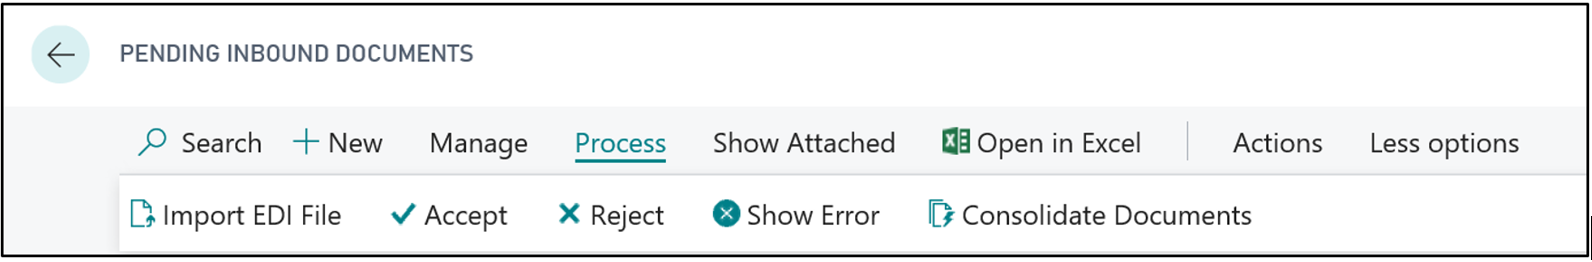 PENDING INBOUND DOCUMENTS
Search New Manage Process Show Attached Open in Excel Actions Less options
Import EDI File Accept Reject Show Error Consolidate Documents